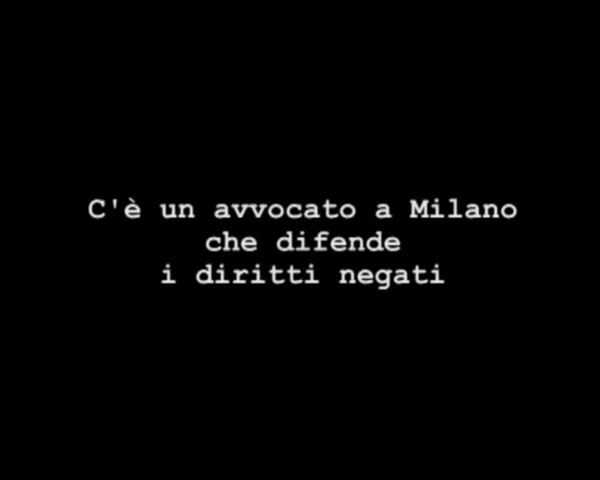 C'è un avvocato a Milano
che difende
i diritti negati